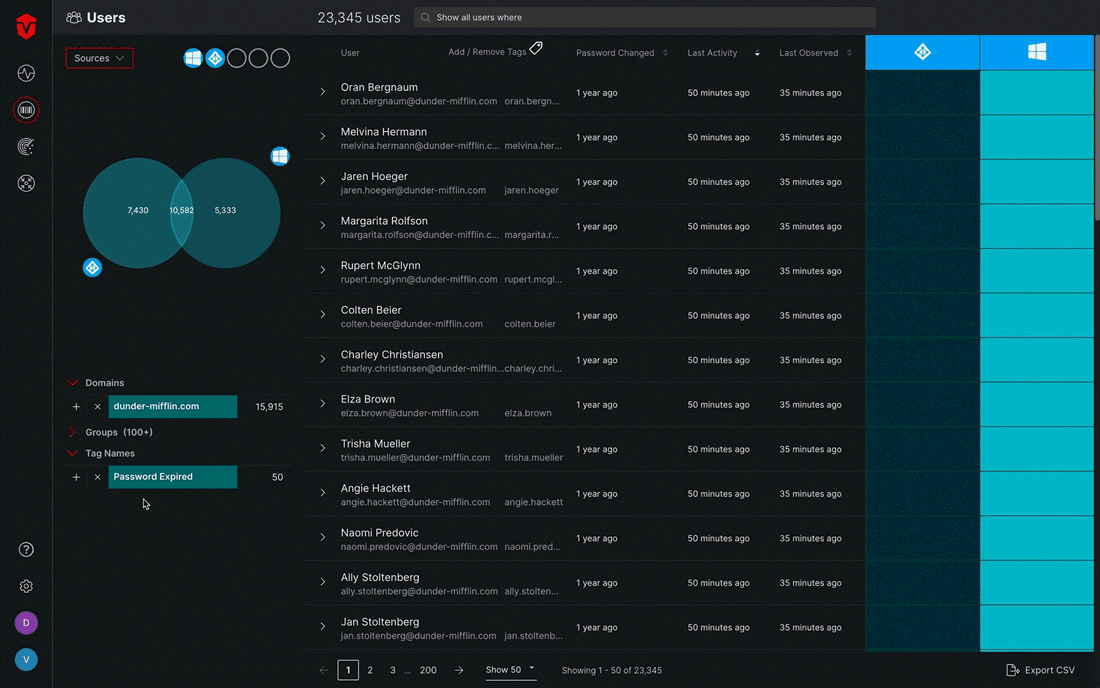 Users
23,345 users
Show all users where
Sources
User
Add / Remove Tags
Password Changed
Last Activity
Last Observed
7,430
10,582
5,333
Domains
dunder-mifflin.com 15,915
Groups (100+)
Tag Names
Password Expired 50
Oran Bergnaum
oran.bergnaum@dunder-mifflin.com oran.bergn...
1 year ago 50 minutes ago 35 minutes ago
Melvina Hermann
melvina.hermann@dunder-mifflin.c... melvina.her...
1 year ago 50 minutes ago 35 minutes ago
Jaren Hoeger
jaren.hoeger@dunder-mifflin.com jaren.hoeger
1 year ago 50 minutes ago 35 minutes ago
Margarita Rolfson
margarita.rolfson@dunder-mifflin.c... margarita.r...
1 year ago 50 minutes ago 35 minutes ago
Rupert McGlynn
rupert.mcglynn@dunder-mifflin.com rupert.mcgl...
1 year ago 50 minutes ago 35 minutes ago
Colten Beier
colten.beier@dunder-mifflin.com colten.beier
1 year ago 50 minutes ago 35 minutes ago
Charley Christiansen
charley.christiansen@dunder-mifflin... charley.chri...
1 year ago 50 minutes ago 35 minutes ago
Elza Brown
elza.brown@dunder-mifflin.com elza.brown
1 year ago 50 minutes ago 35 minutes ago
Trisha Mueller
trisha.mueller@dunder-mifflin.com trisha.mueller
1 year ago 50 minutes ago 35 minutes ago
Angie Hackett
angie.hackett@dunder-mifflin.com angie.hackett
1 year ago 50 minutes ago 35 minutes ago
Naomi Predovic
naomi.predovic@dunder-mifflin.com naomi.pred...
1 year ago 50 minutes ago 35 minutes ago
Ally Stoltenberg
ally.stoltenberg@dunder-mifflin.com ally.stolten...
1 year ago 50 minutes ago 35 minutes ago
Jan Stoltenberg
jan.stoltenberg@dunder-mifflin.com jan.stoltenb...
1 year ago 50 minutes ago 35 minutes ago
D
V
1 2 3 ... 200
Show 50
Showing 1 - 50 of 23,345
Export CSV